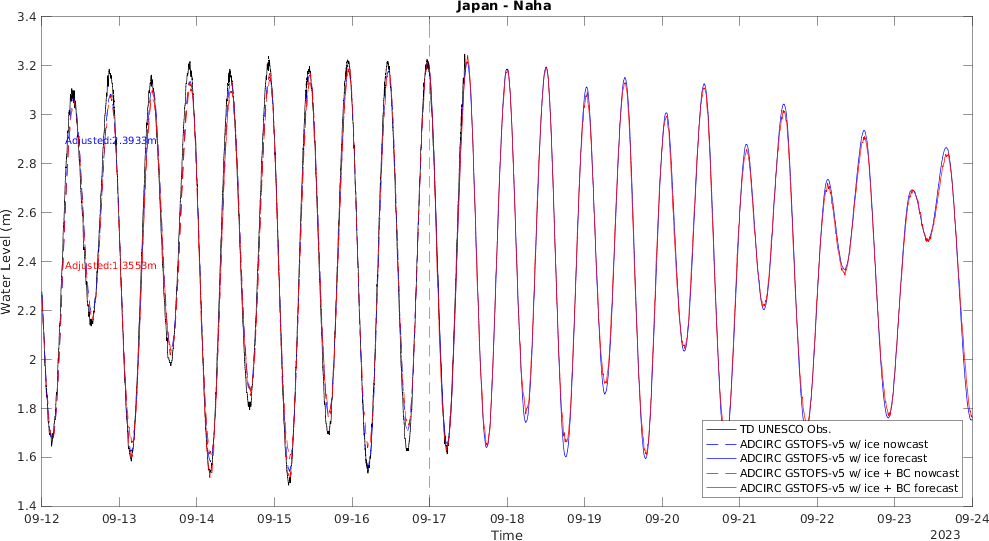 Japan - Naha
Water Level (m)
3.4
3.2
3
2.8
2.6
2.4
2.2
2
1.8
1.6
1.4
Adjusted:2.3933m
Adjusted:1.3553m
TD UNESCO Obs.
ADCIRC GSTOFS-v5 w/ ice nowcast
ADCIRC GSTOFS-v5 w/ ice forecast
ADCIRC GSTOFS-v5 w/ ice + BC nowcast
ADCIRC GSTOFS-v5 w/ ice + BC forecast
09-12 09-13 09-14 09-15 09-16 09-17 09-18 09-19 09-20 09-21 09-22 09-23 09-24
Time
2023